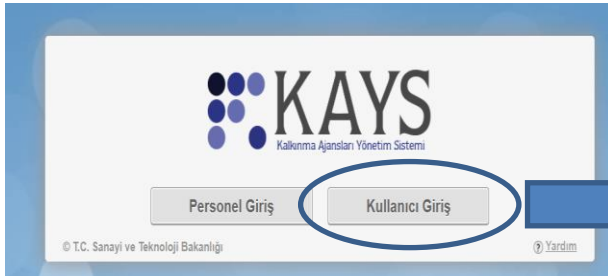 KAYS
Kalkınma Ajansları Yönetim Sistemi
Personel Giriş
Kullanıcı Giriş
© T.C. Sanayi ve Teknoloji Bakanlığı
? Yardım